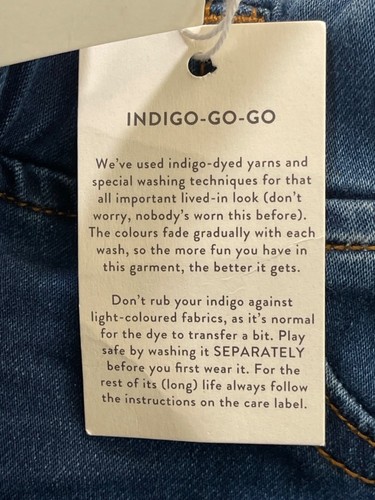 INDIGO-GO-GO
We've used indigo-dyed yarns and
special washing techniques for that
all important lived-in look (don't
worry, nobody's worn this before).
The colours fade gradually with each
wash, so the more fun you have in
this garment, the better it gets.
Don't rub your indigo against
light-coloured fabrics, as it's normal
for the dye to transfer a bit. Play
safe by washing it SEPARATELY
before you first wear it. For the
rest of its (long) life always follow
the instructions on the care label.